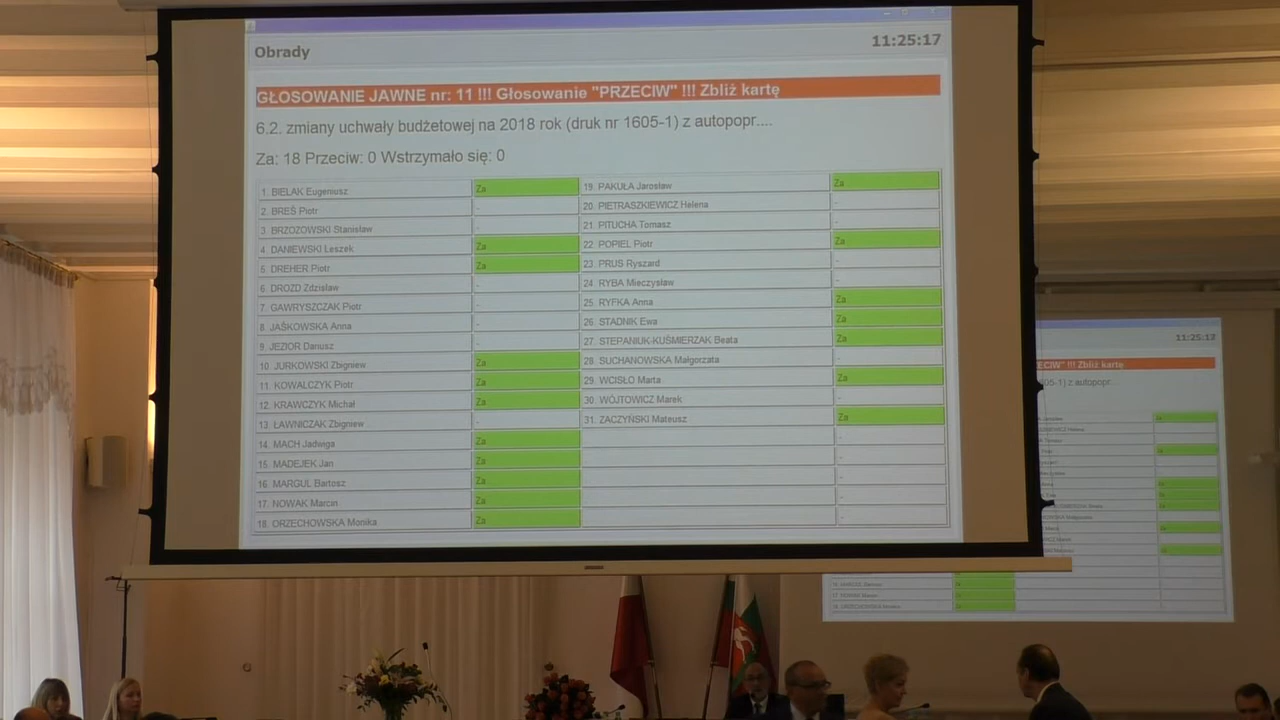 Obrady
11:25:17
GŁOSOWANIE JAWNE nr: 11 !!! Głosowanie "PRZECIW" !!! Zbliż kartę
6.2. zmiany uchwały budżetowej na 2018 rok (druk nr 1605-1) z autopopr....
Za: 18 Przeciw: 0 Wstrzymało się: 0
1. BIELAK Eugeniusz Za
2. BREŚ Piotr -
3. BRZOZOWSKI Stanisław -
4. DANIEWSKI Leszek Za
5. DREHER Piotr Za
6. DROZD Zdzisław -
7. GAWRYSZCZAK Piotr -
8. JAŚKOWSKA Anna -
9. JEZIOR Dariusz -
10. JURKOWSKI Zbigniew Za
11. KOWALCZYK Piotr Za
12. KRAWCZYK Michał Za
13. ŁAWNICZAK Zbigniew -
14. MACH Jadwiga Za
15. MADEJEK Jan Za
16. MARGUL Bartosz Za
17. NOWAK Marcin Za
18. ORZECHOWSKA Monika Za
19. PAKUŁA Jarosław Za
20. PIETRASZKIEWICZ Helena -
21. PITUCHA Tomasz -
22. POPIEL Piotr Za
23. PRUS Ryszard -
24. RYBA Mieczysław -
25. RYFKA Anna Za
26. STADNIK Ewa Za
27. STEPANIUK-KUŚMIERZAK Beata Za
28. SUCHANOWSKA Małgorzata -
29. WCISŁO Marta Za
30. WÓJTOWICZ Marek -
31. ZACZYŃSKI Mateusz Za
-
-
-
-
-
11:25:17
"!!! Zbliż kartę
z autopopr...